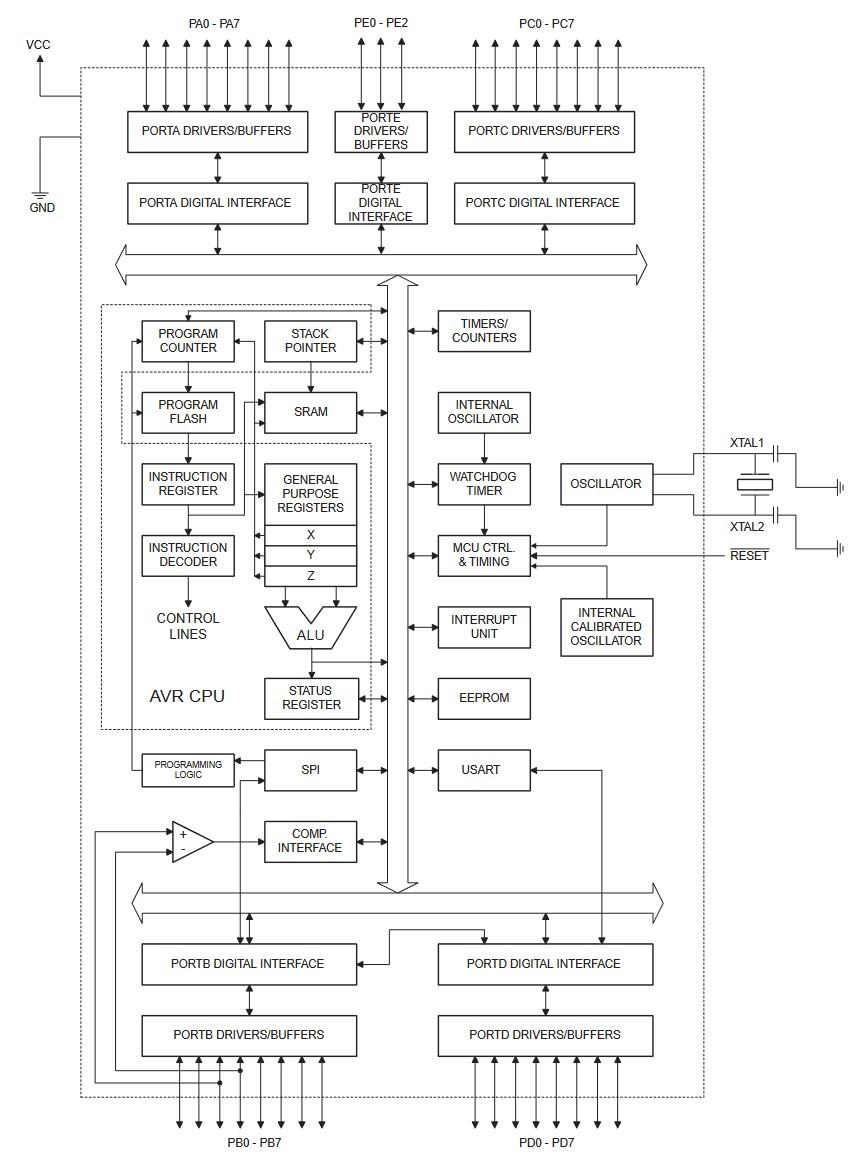 PA0 - PA7
PE0 - PE2
PC0 - PC7
VCC
GND
PORTA DRIVERS/BUFFERS
PORTE
DRIVERS/
BUFFERS
PORTC DRIVERS/BUFFERS
PORTA DIGITAL INTERFACE
PORTE
DIGITAL
INTERFACE
PORTC DIGITAL INTERFACE
PROGRAM
COUNTER
STACK
POINTER
TIMERS/
COUNTERS
PROGRAM
FLASH
SRAM
INTERNAL
OSCILLATOR
XTAL1
INSTRUCTION
REGISTER
GENERAL
PURPOSE
REGISTERS
WATCHDOG
TIMER
OSCILLATOR
XTAL2
X
Y
Z
INSTRUCTION
DECODER
MCU CTRL.
& TIMING
RESET
CONTROL
LINES
ALU
INTERRUPT
UNIT
INTERNAL
CALIBRATED
OSCILLATOR
AVR CPU
STATUS
REGISTER
EEPROM
PROGRAMMING
LOGIC
SPI
USART
+
-
COMP.
INTERFACE
PORTB DIGITAL INTERFACE
PORTD DIGITAL INTERFACE
PORTB DRIVERS/BUFFERS
PORTD DRIVERS/BUFFERS
PB0 - PB7
PD0 - PD7